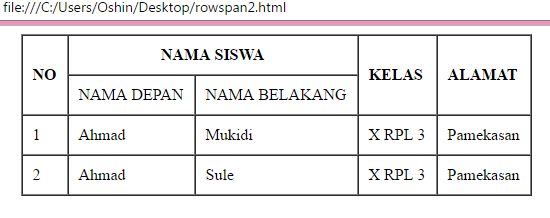 file:///C:/Users/Oshin/Desktop/rowspan2.html
NO NAMA SISWA KELAS ALAMAT
NAMA DEPAN NAMA BELAKANG
1 Ahmad Mukidi X RPL 3 Pamekasan
2 Ahmad Sule X RPL 3 Pamekasan